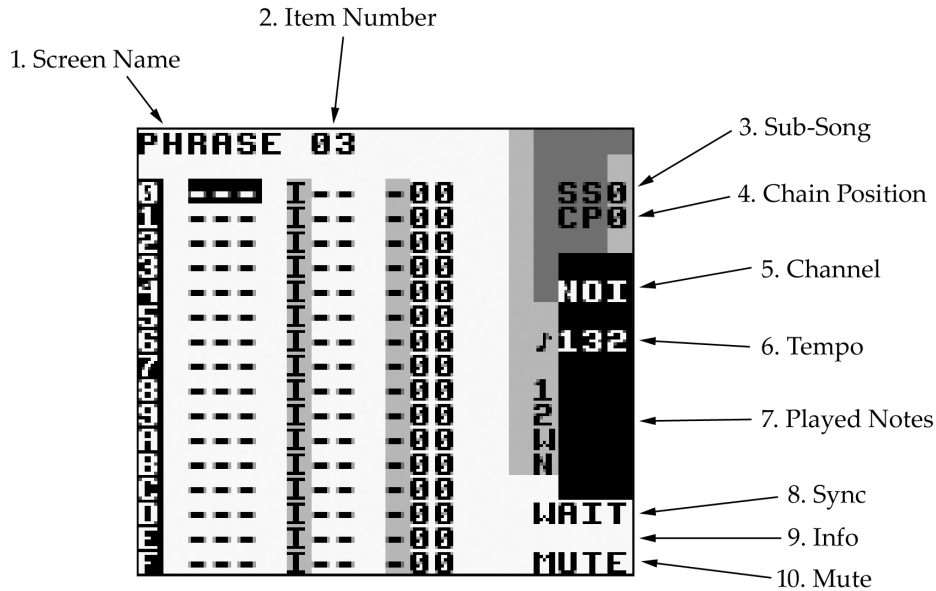 2. Item Number
1. Screen Name
PHRASE 03
3. Sub-Song
0 --- I-- -00 SS0
4. Chain Position
1 --- I-- -00 CP0
2 --- I-- -00
3 --- I-- -00
5. Channel
4 --- I-- -00 NOI
5 --- I-- -00
6 --- I-- -00 ♪132
6. Tempo
7 --- I-- -00
8 --- I-- -00 1
9 --- I-- -00 2
7. Played Notes
A --- I-- -00 W
B --- I-- -00 N
C --- I-- -00
8. Sync
D --- I-- -00 WAIT
9. Info
E --- I-- -00
F --- I-- -00 MUTE
10. Mute